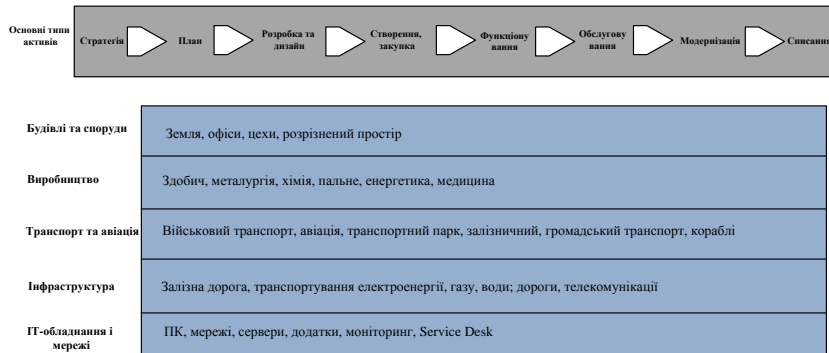 Основні типи
активів
Стратегія
План
Розробка та
дизайн
Створення,
закупка
Функціону
вання
Обслугову
вання
Модернізація
Списання
Будівлі та споруди
Земля, офіси, цехи, розрізнений простір
Виробництво
Здобич, металургія, хімія, пальне, енергетика, медицина
Транспорт та авіація
Військовий транспорт, авіація, транспортний парк, залізничний, громадський транспорт, кораблі
Інфраструктура
Залізна дорога, транспортування електроенергії, газу, води; дороги, телекомунікації
ІТ-обладнання і
мережі
ПК, мережі, сервери, додатки, моніторинг, Service Desk